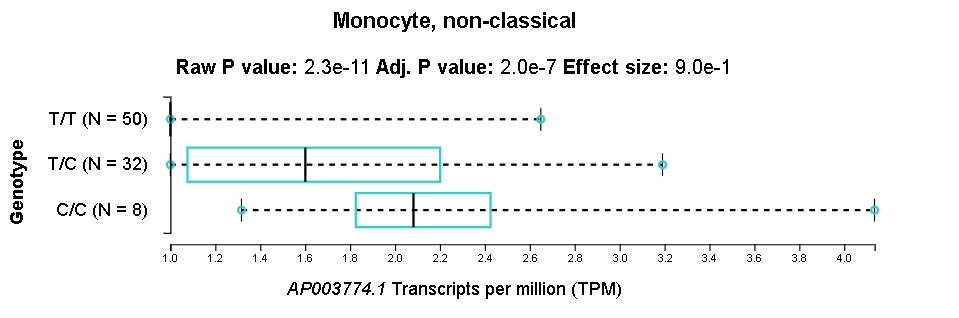 Monocyte, non-classical
Raw P value: 2.3e-11 Adj. P value: 2.0e-7 Effect size: 9.0e-1
Genotype
T/T (N = 50)
T/C (N = 32)
C/C (N = 8)
1.0 1.2 1.4 1.6 1.8 2.0 2.2 2.4 2.6 2.8 3.0 3.2 3.4 3.6 3.8 4.0
AP003774.1 Transcripts per million (TPM)